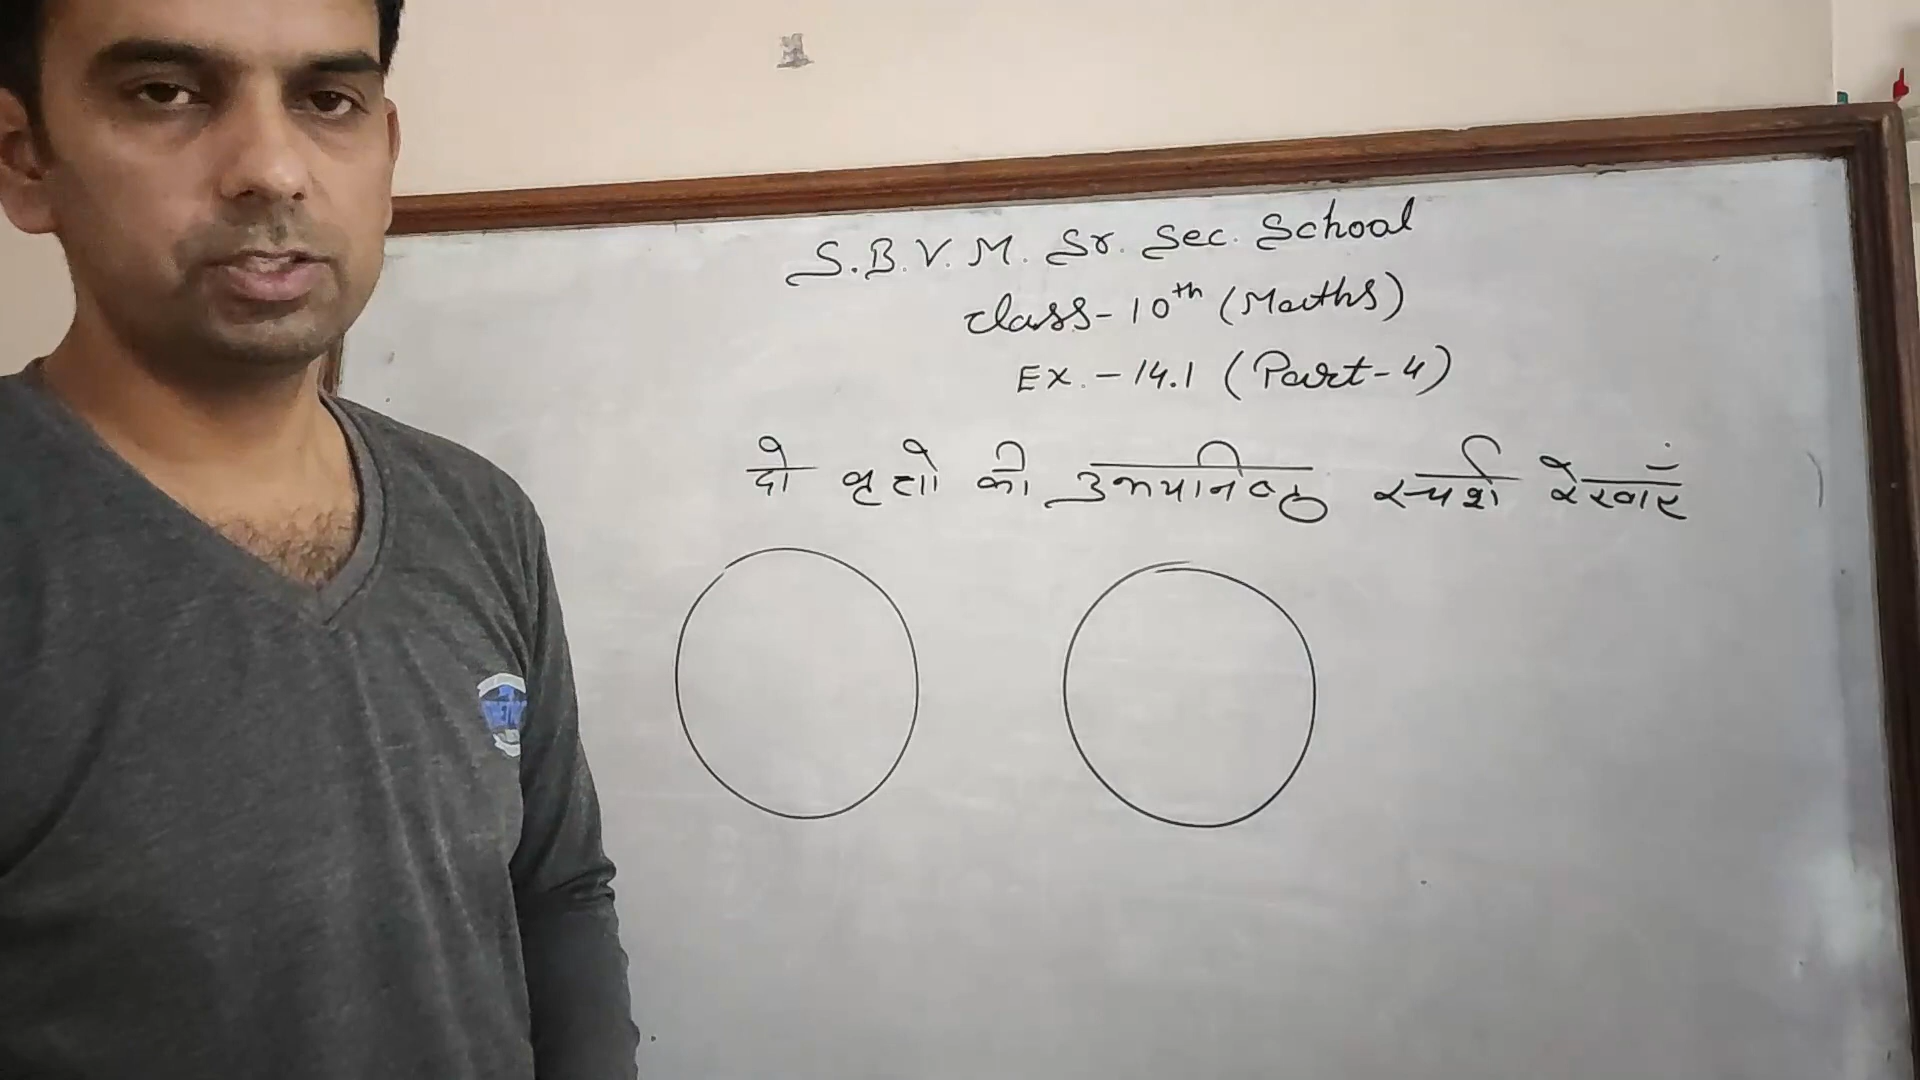 S.B.V.M. Sr. Sec. School
Class-10th (Maths)
Ex.-14.1 (Part-4)
दो वृत्तो की उभयनिष्ठ स्पर्श रेखाएं